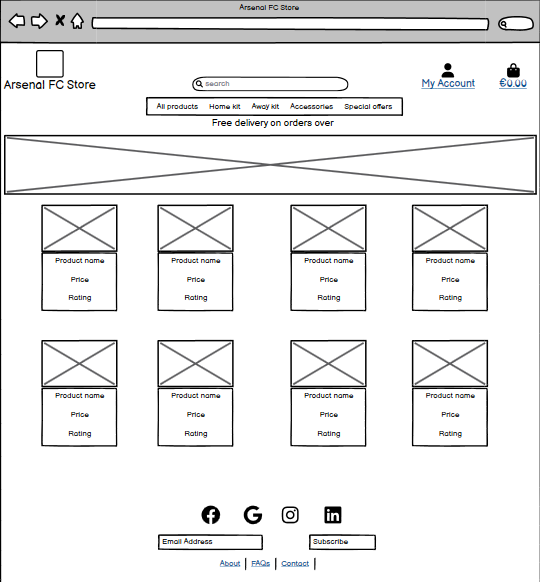 Arsenal FC Store
Arsenal FC Store
search
My Account
€0.00
All products Home kit Away kit Accessories Special offers
Free delivery on orders over
Product name Product name Product name Product name
Price Price Price Price
Rating Rating Rating Rating
Product name Product name Product name Product name
Price Price Price Price
Rating Rating Rating Rating
Email Address Subscribe
About FAQs Contact